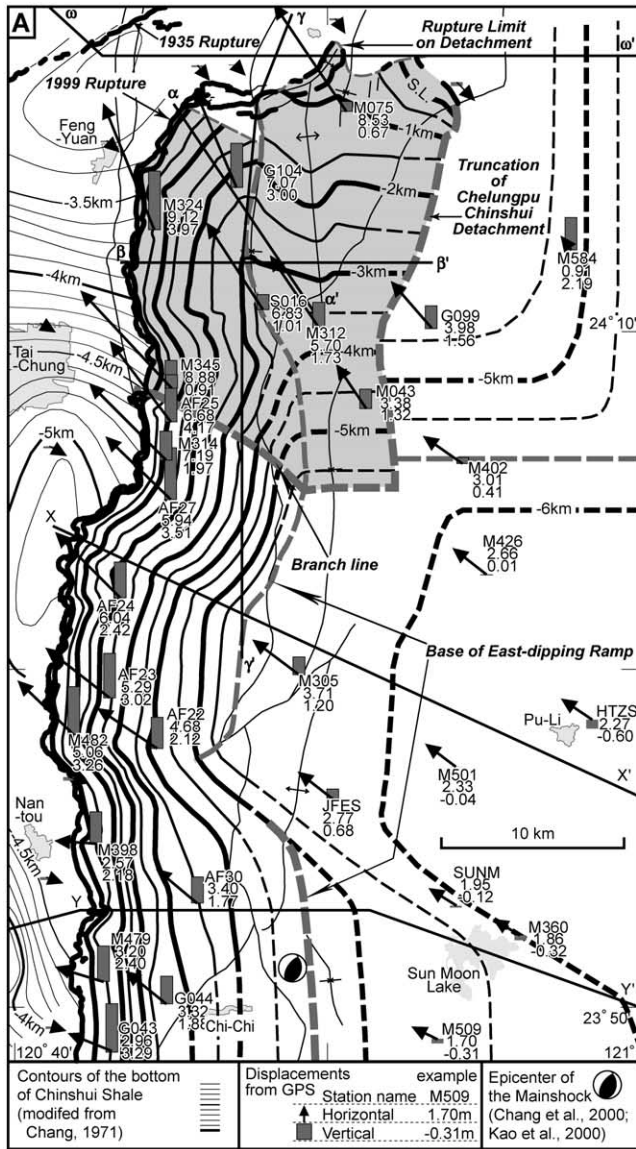 A
ω
γ
Rupture Limit
on Detachment
ω'
1935 Rupture
1999 Rupture
α
S.L.
Feng
-Yuan
M075
8.53
0.67
-1km
G104
7.07
3.00
Truncation
of
Chelungpu
Chinshui
Detachment
-2km
-3.5km
M324
9.12
3.97
β
β'
-3km
M584
0.91
2.19
-4km
S016
6.83
1.01
α'
M312
5.70
1.73
G099
3.98
1.56
24° 10'
-4km
Tai
-Chung
-4.5km
M345
8.88
0.91
AF25
6.68
4.17
M043
3.38
1.32
-5km
-5km
-5km
M314
7.19
1.97
M402
3.01
0.41
AF27
5.94
3.51
-6km
X
Branch line
M426
2.66
0.01
AF24
6.04
2.42
Base of East-dipping Ramp
AF23
5.29
3.02
γ'
M305
3.71
1.20
HTZS
2.27
-0.60
Pu-Li
AF22
4.68
2.12
M482
5.06
3.26
M501
2.33
-0.04
X'
Nan
-tou
JFES
2.77
0.68
10 km
M398
2.57
2.18
-4.5km
AF30
3.40
1.77
SUNM
1.95
-0.12
Y
M360
1.86
-0.32
M479
3.20
2.40
Sun Moon
Lake
Y'
G044
3.32
1.88
Chi-Chi
23° 50'
-4km
G043
2.96
3.29
M509
1.70
-0.31
120° 40'
121°
Contours of the bottom
of Chinshui Shale
(modifed from
Chang, 1971)
Displacements
from GPS
example
Station name M509
Horizontal 1.70m
Vertical -0.31m
Epicenter of
the Mainshock
(Chang et al., 2000;
Kao et al., 2000)